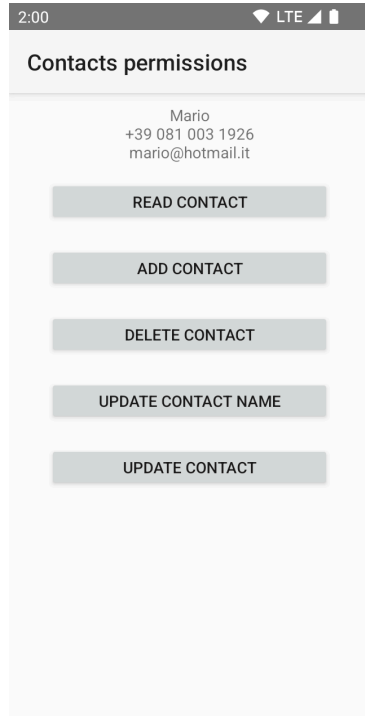 2:00 LTE
Contacts permissions
Mario
+39 081 003 1926
mario@hotmail.it
READ CONTACT
ADD CONTACT
DELETE CONTACT
UPDATE CONTACT NAME
UPDATE CONTACT